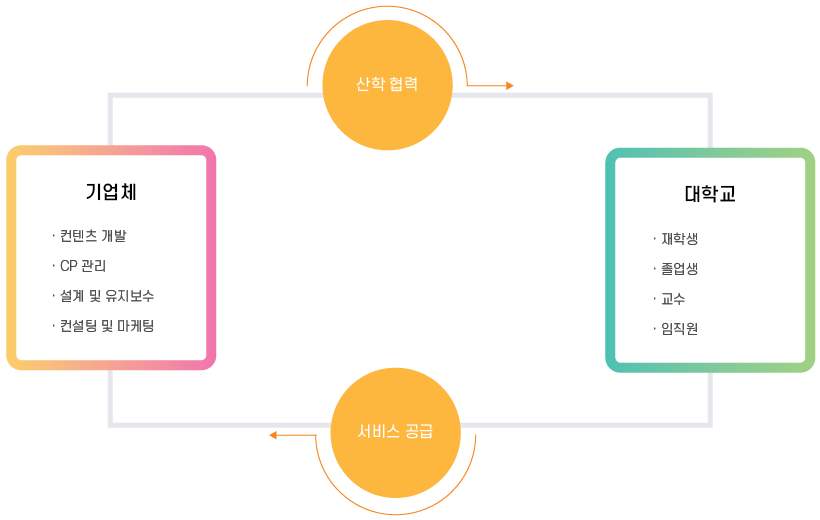 산학 협력
기업체
· 컨텐츠 개발
· CP 관리
· 설계 및 유지보수
· 컨설팅 및 마케팅
대학교
· 재학생
· 졸업생
· 교수
· 임직원
서비스 공급